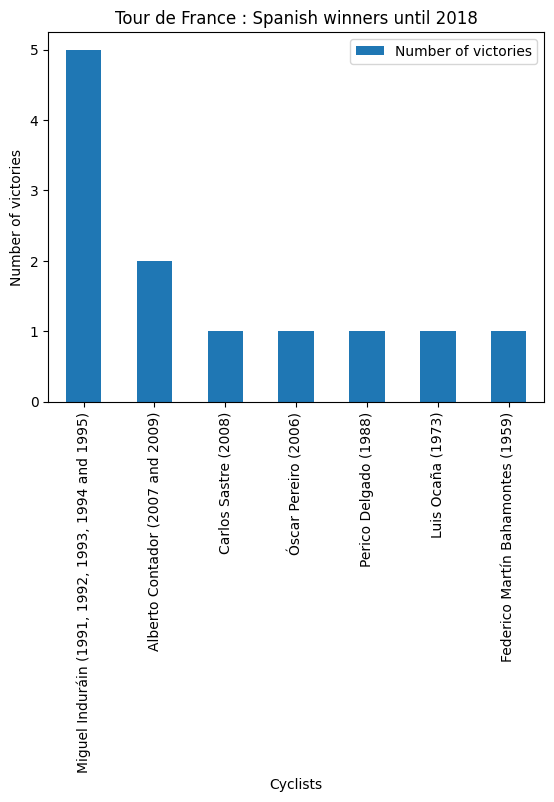 Tour de France : Spanish winners until 2018
Number of victories
Number of victories
5
4
3
2
1
0
Miguel Induráin (1991, 1992, 1993, 1994 and 1995)
Alberto Contador (2007 and 2009)
Carlos Sastre (2008)
Óscar Pereiro (2006)
Perico Delgado (1988)
Luis Ocaña (1973)
Federico Martín Bahamontes (1959)
Cyclists